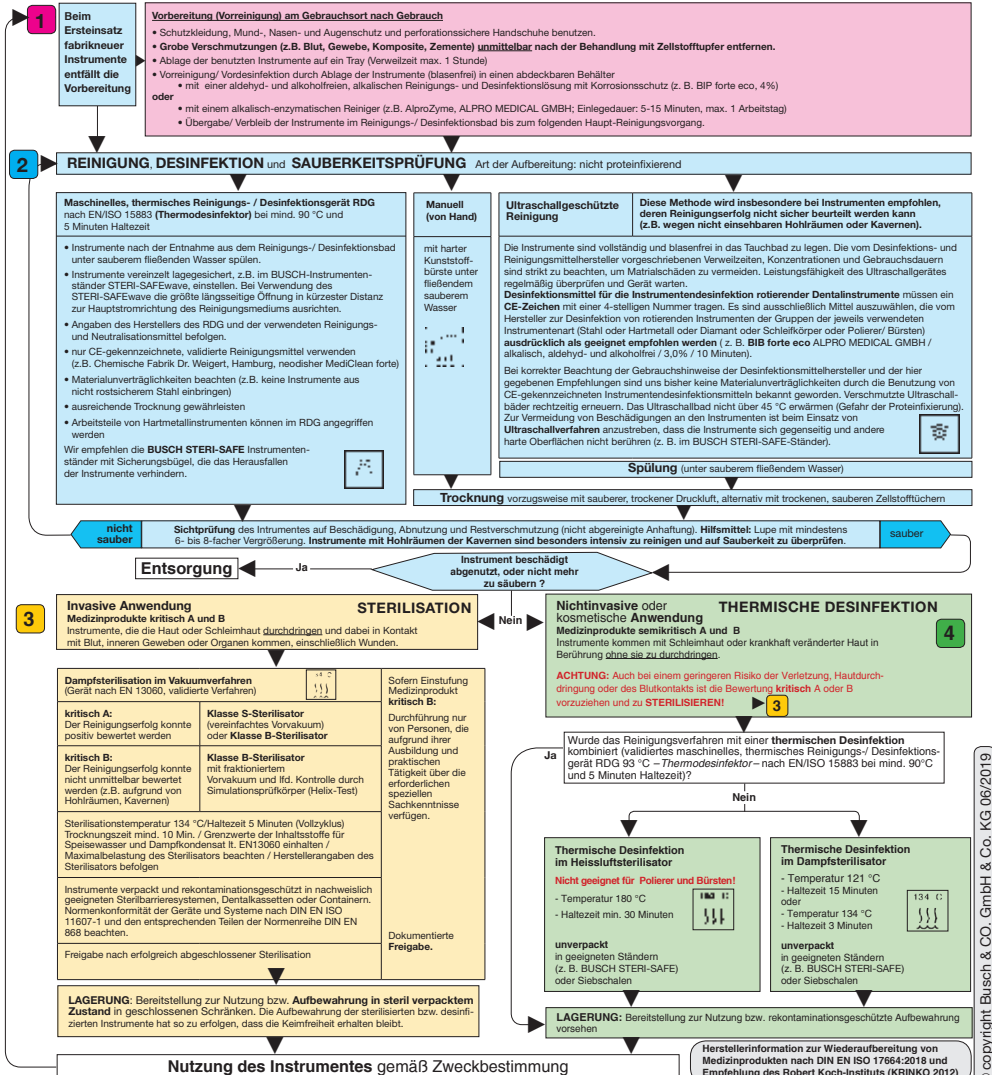 1
Beim
Ersteinsatz
fabrikneuer
Instrumente
entfällt die
Vorbereitung
Vorbereitung (Vorreinigung) am Gebrauchsort nach Gebrauch
• Schutzkleidung, Mund-, Nasen- und Augenschutz und perforationssichere Handschuhe benutzen.
• Grobe Verschmutzungen (z.B. Blut, Gewebe, Komposite, Zemente) unmittelbar nach der Behandlung mit Zellstofftupfer entfernen.
• Ablage der benutzten Instrumente auf ein Tray (Verweilzeit max. 1 Stunde)
• Vorreinigung/ Vordesinfektion durch Ablage der Instrumente (blasenfrei) in einen abdeckbaren Behälter
• mit einer aldehyd- und alkoholfreien, alkalischen Reinigungs- und Desinfektionslösung mit Korrosionsschutz (z. B. BIP forte eco, 4%)
oder
• mit einem alkalisch-enzymatischen Reiniger (z.B. AlproZyme, ALPRO MEDICAL GMBH; Einlegedauer: 5-15 Minuten, max. 1 Arbeitstag)
• Übergabe/ Verbleib der Instrumente im Reinigungs-/ Desinfektionsbad bis zum folgenden Haupt-Reinigungsvorgang.
2
REINIGUNG, DESINFEKTION und SAUBERKEITSPRÜFUNG Art der Aufbereitung: nicht proteinfixierend
Maschinelles, thermisches Reinigungs- / Desinfektionsgerät RDG
nach EN/ISO 15883 (Thermodesinfektor) bei mind. 90 °C und
5 Minuten Haltezeit
• Instrumente nach der Entnahme aus dem Reinigungs-/ Desinfektionsbad
unter sauberem fließenden Wasser spülen.
• Instrumente vereinzelt lagegesichert, z.B. im BUSCH-Instrumenten-
ständer STERI-SAFEwave, einstellen. Bei Verwendung des
STERI-SAFEwave die größte längsseitige Öffnung in kürzester Distanz
zur Hauptstromrichtung des Reinigungsmediums ausrichten.
• Angaben des Herstellers des RDG und der verwendeten Reinigungs-
und Neutralisationsmittel befolgen.
• nur CE-gekennzeichnete, validierte Reinigungsmittel verwenden
(z.B. Chemische Fabrik Dr. Weigert, Hamburg, neodisher MediClean forte)
• Materialunverträglichkeiten beachten (z.B. keine Instrumente aus
nicht rostsicherem Stahl einbringen)
• ausreichende Trocknung gewährleisten
• Arbeitsteile von Hartmetallinstrumenten können im RDG angegriffen
werden
Wir empfehlen die BUSCH STERI-SAFE Instrumenten-
ständer mit Sicherungsbügel, die das Herausfallen
der Instrumente verhindern.
Manuell
(von Hand)
mit harter
Kunststoff-
bürste unter
fließendem
sauberem
Wasser
Ultraschallgeschützte
Reinigung
Diese Methode wird insbesondere bei Instrumenten empfohlen,
deren Reinigungserfolg nicht sicher beurteilt werden kann
(z.B. wegen nicht einsehbaren Hohlräumen oder Kavernen).
Die Instrumente sind vollständig und blasenfrei in das Tauchbad zu legen. Die vom Desinfektions- und
Reinigungsmittelhersteller vorgeschriebenen Verweilzeiten, Konzentrationen und Gebrauchsdauern
sind strikt zu beachten, um Matrialschäden zu vermeiden. Leistungsfähigkeit des Ultraschallgerätes
regelmäßig überprüfen und Gerät warten.
Desinfektionsmittel für die Instrumentendesinfektion rotierender Dentalinstrumente müssen ein
CE-Zeichen mit einer 4-stelligen Nummer tragen. Es sind ausschließlich Mittel auszuwählen, die vom
Hersteller zur Desinfektion von rotierenden Instrumenten der Gruppen der jeweils verwendeten
Instrumentenart (Stahl oder Hartmetall oder Diamant oder Schleifkörper oder Polierer/ Bürsten)
ausdrücklich als geeignet empfohlen werden ( z. B. BIB forte eco ALPRO MEDICAL GMBH /
alkalisch, aldehyd- und alkoholfrei / 3,0% / 10 Minuten).
Bei korrekter Beachtung der Gebrauchshinweise der Desinfektionsmittelhersteller und der hier
gegebenen Empfehlungen sind uns bisher keine Materialunverträglichkeiten durch die Benutzung von
CE-gekennzeichneten Instrumentendesinfektionsmitteln bekannt geworden. Verschmutzte Ultraschall-
bäder rechtzeitig erneuern. Das Ultraschallbad nicht über 45 °C erwärmen (Gefahr der Proteinfixierung).
Zur Vermeidung von Beschädigungen an den Instrumenten ist beim Einsatz von
Ultraschallverfahren anzustreben, dass die Instrumente sich gegenseitig und andere
harte Oberflächen nicht berühren (z. B. im BUSCH STERI-SAFE-Ständer).
Spülung (unter sauberem fließendem Wasser)
Trocknung vorzugsweise mit sauberer, trockener Druckluft, alternativ mit trockenen, sauberen Zellstofftüchern
nicht
sauber
Sichtprüfung des Intrumentes auf Beschädigung, Abnutzung und Restverschmutzung (nicht abgereinigte Anhaftung). Hilfsmittel: Lupe mit mindestens
6- bis 8-facher Vergrößerung. Instrumente mit Hohlräumen der Kavernen sind besonders intensiv zu reinigen und auf Sauberkeit zu überprüfen.
sauber
Entsorgung
Ja
Instrument beschädigt
abgenutzt, oder nicht mehr
zu säubern ?
Nein
3
Invasive Anwendung
STERILISATION
Medizinprodukte kritisch A und B
Instrumente, die die Haut oder Schleimhaut durchdringen und dabei in Kontakt
mit Blut, inneren Geweben oder Organen kommen, einschließlich Wunden.
Dampfsterilisation im Vakuumverfahren
(Gerät nach EN 13060, validierte Verfahren)
kritisch A:
Der Reinigungserfolg konnte
positiv bewertet werden
Klasse S-Sterilisator
(vereinfachtes Vorvakuum)
oder Klasse B-Sterilisator
kritisch B:
Der Reinigungserfolg konnte
nicht unmittelbar bewertet
werden (z.B. aufgrund von
Hohlräumen, Kavernen)
Klasse B-Sterilisator
mit fraktioniertem
Vorvakuum und lfd. Kontrolle durch
Simulationsprüfkörper (Helix-Test)
Sterilisationstemperatur 134 °C/Haltezeit 5 Minuten (Vollzyklus)
Trocknungszeit mind. 10 Min. / Grenzwerte der Inhaltsstoffe für
Speisewasser und Dampfkondensat lt. EN13060 einhalten /
Maximalbelastung des Sterilisators beachten / Herstellerangaben des
Sterilisators befolgen
Instrumente verpackt und rekontaminationsgeschützt in nachweislich
geeigneten Sterilbarrieresystemen, Dentalkassetten oder Containern.
Normenkonformität der Geräte und Systeme nach DIN EN ISO
11607-1 und den entsprechenden Teilen der Normenreihe DIN EN
868 beachten.
Freigabe nach erfolgreich abgeschlossener Sterilisation
Sofern Einstufung
Medizinprodukt
kritisch B:
Durchführung nur
von Personen, die
aufgrund ihrer
Ausbildung und
praktischen
Tätigkeit über die
erforderlichen
speziellen
Sachkenntnisse
verfügen.
Dokumentierte
Freigabe.
LAGERUNG: Bereitstellung zur Nutzung bzw. Aufbewahrung in steril verpacktem
Zustand in geschlossenen Schränken. Die Aufbewahrung der sterilisierten bzw. desinfi-
zierten Instrumente hat so zu erfolgen, dass die Keimfreiheit erhalten bleibt.
Nichtinvasive oder
kosmetische Anwendung
THERMISCHE DESINFEKTION
4
Medizinprodukte semikritisch A und B
Instrumente kommen mit Schleimhaut oder krankhaft veränderter Haut in
Berührung ohne sie zu durchdringen.
ACHTUNG: Auch bei einem geringeren Risiko der Verletzung, Hautdurch-
dringung oder des Blutkontakts ist die Bewertung kritisch A oder B
vorzuziehen und zu STERILISIEREN!
3
Ja
Wurde das Reinigungsverfahren mit einer thermischen Desinfektion
kombiniert (validiertes maschinelles, thermisches Reinigungs-/ Desinfektions-
gerät RDG 93 °C –Thermodesinfektor– nach EN/ISO 15883 bei mind. 90°C
und 5 Minuten Haltezeit)?
Nein
Thermische Desinfektion
im Heissluftsterilisator
Nicht geeignet für Polierer und Bürsten!
- Temperatur 180 °C
- Haltezeit min. 30 Minuten
unverpackt
in geeigneten Ständern
(z. B. BUSCH STERI-SAFE)
oder Siebschalen
Thermische Desinfektion
im Dampfsterilisator
- Temperatur 121 °C
- Haltezeit 15 Minuten
oder
- Temperatur 134 °C
- Haltezeit 3 Minuten
134 C
unverpackt
in geeigneten Ständern
(z. B. BUSCH STERI-SAFE)
oder Siebschalen
LAGERUNG: Bereitstellung zur Nutzung bzw. rekontaminationsgeschützte Aufbewahrung
vorsehen
Nutzung des Instrumentes gemäß Zweckbestimmung
Herstellerinformation zur Wiederaufbereitung von
Medizinprodukten nach DIN EN ISO 17664:2018 und
Empfehlung des Robert Koch-Instituts (KRINKO 2012)
© copyright Busch & CO. GmbH & Co. KG 06/2019